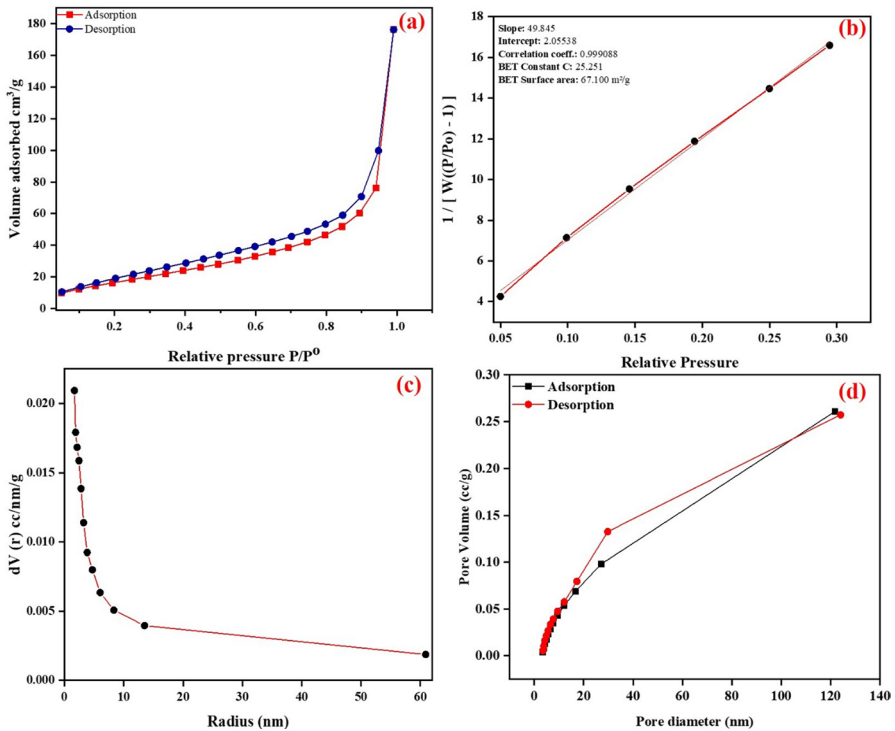 (a)
Adsorption
Desorption
Volume adsorbed cm³/g
180
160
140
120
100
80
60
40
20
0
0.2 0.4 0.6 0.8 1.0
Relative pressure P/P⁰
(b)
Slope: 49.845
Intercept: 2.05538
Correlation coeff.: 0.999088
BET Constant C: 25.251
BET Surface area: 67.100 m²/g
1 / [ W((P/Po) - 1) ]
18
16
14
12
10
8
6
4
0.05 0.10 0.15 0.20 0.25 0.30
Relative Pressure
(c)
dV (r) cc/nm/g
0.020
0.015
0.010
0.005
0.000
0 10 20 30 40 50 60
Radius (nm)
(d)
Adsorption
Desorption
Pore Volume (cc/g)
0.30
0.25
0.20
0.15
0.10
0.05
0.00
0 20 40 60 80 100 120 140
Pore diameter (nm)